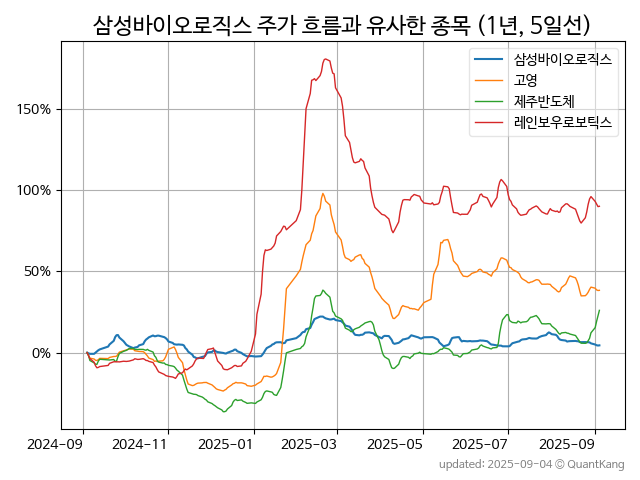 삼성바이오로직스 주가 흐름과 유사한 종목 (1년, 5일선)
삼성바이오로직스
고영
제주반도체
레인보우로보틱스
150%
100%
50%
0%
2024-09 2024-11 2025-01 2025-03 2025-05 2025-07 2025-09
updated: 2025-09-04 © QuantKang